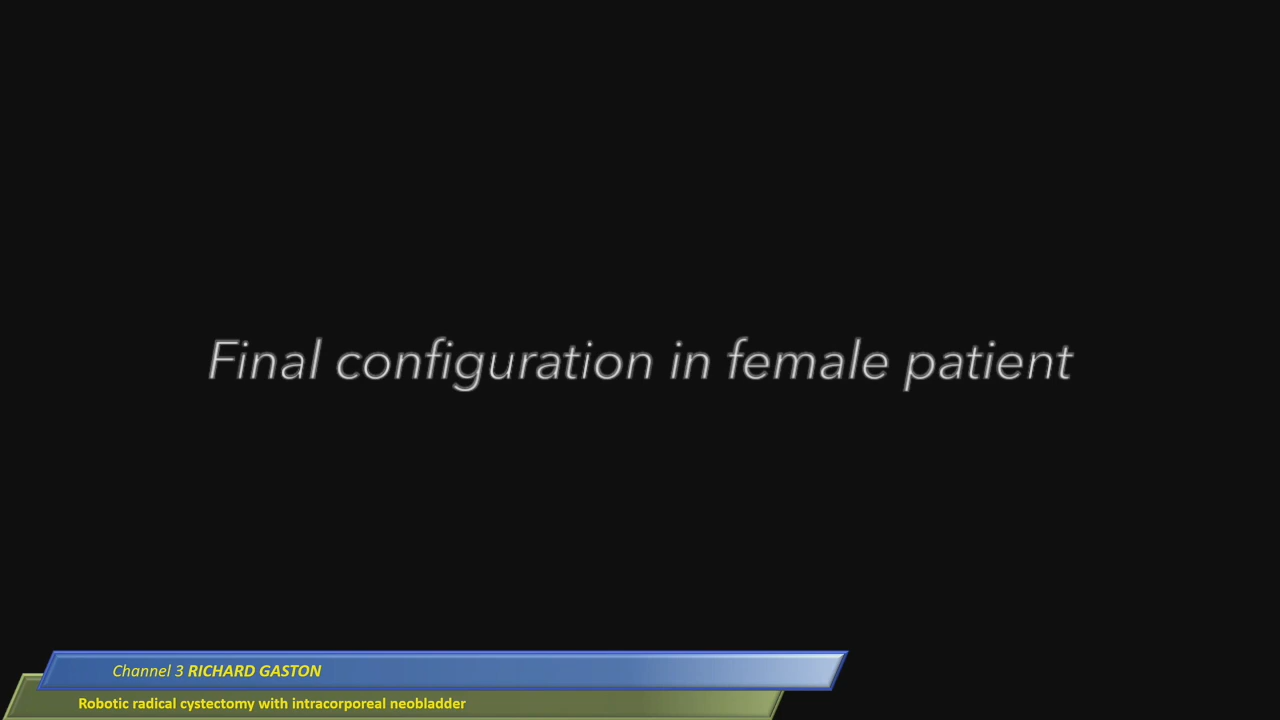 Final configuration in female patient
Channel 3 RICHARD GASTON
Robotic radical cystectomy with intracorporeal neobladder